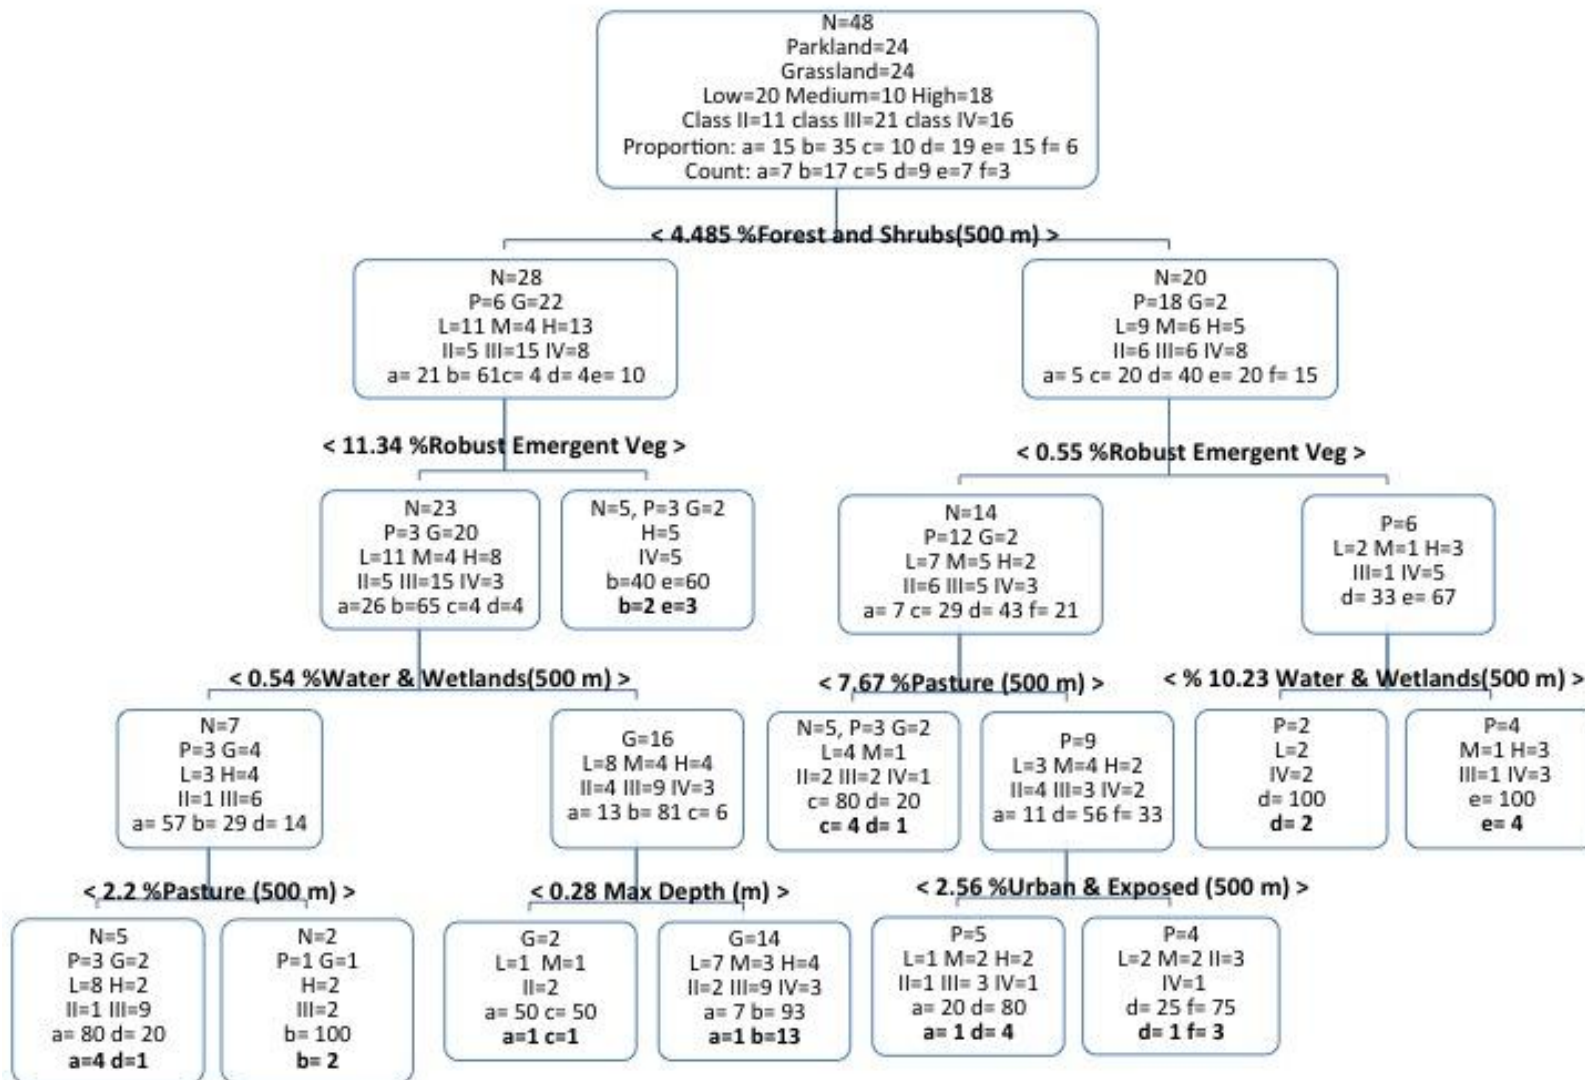 N=48
Parkland=24
Grassland=24
Low=20 Medium=10 High=18
Class II=11 class III=21 class IV=16
Proportion: a= 15 b= 35 c= 10 d= 19 e= 15 f= 6
Count: a=7 b=17 c=5 d=9 e=7 f=3
< 4.485 %Forest and Shrubs(500 m) >
N=28
P=6 G=22
L=11 M=4 H=13
II=5 III=15 IV=8
a= 21 b= 61c= 4 d= 4e= 10
N=20
P=18 G=2
L=9 M=6 H=5
II=6 III=6 IV=8
a= 5 c= 20 d= 40 e= 20 f= 15
< 11.34 %Robust Emergent Veg >
< 0.55 %Robust Emergent Veg >
N=23
P=3 G=20
L=11 M=4 H=8
II=5 III=15 IV=3
a=26 b=65 c=4 d=4
N=5, P=3 G=2
H=5
IV=5
b=40 e=60
b=2 e=3
N=14
P=12 G=2
L=7 M=5 H=2
II=6 III=5 IV=3
a= 7 c= 29 d= 43 f= 21
P=6
L=2 M=1 H=3
III=1 IV=5
d= 33 e= 67
< 0.54 %Water & Wetlands(500 m) >
< 7.67 %Pasture (500 m) >
< % 10.23 Water & Wetlands(500 m) >
N=7
P=3 G=4
L=3 H=4
II=1 III=6
a= 57 b= 29 d= 14
G=16
L=8 M=4 H=4
II=4 III=9 IV=3
a= 13 b= 81 c= 6
N=5, P=3 G=2
L=4 M=1
II=2 III=2 IV=1
c= 80 d= 20
c= 4 d= 1
P=9
L=3 M=4 H=2
II=4 III=3 IV=2
a= 11 d= 56 f= 33
P=2
L=2
IV=2
d= 100
d= 2
P=4
M=1 H=3
III=1 IV=3
e= 100
e= 4
< 2.2 %Pasture (500 m) >
< 0.28 Max Depth (m) >
< 2.56 %Urban & Exposed (500 m) >
N=5
P=3 G=2
L=8 H=2
II=1 III=9
a= 80 d= 20
a=4 d=1
N=2
P=1 G=1
H=2
III=2
b= 100
b= 2
G=2
L=1 M=1
II=2
a= 50 c= 50
a=1 c=1
G=14
L=7 M=3 H=4
II=2 III=9 IV=3
a= 7 b= 93
a=1 b=13
P=5
L=1 M=2 H=2
II=1 III= 3 IV=1
a= 20 d= 80
a= 1 d= 4
P=4
L=2 M=2 II=3
IV=1
d= 25 f= 75
d= 1 f= 3